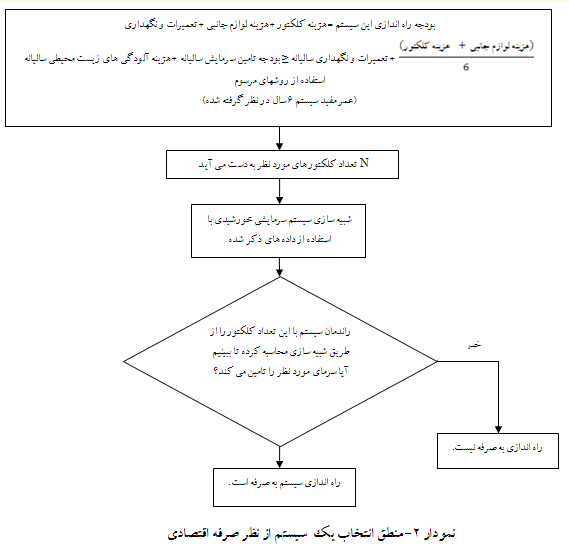 بودجه راه اندازی این سیستم =هزینه کلکتور +هزینه لوازم جانبی + تعمیرات و نگهداری
(هزینه لوازم جانبی + هزینه کلکتور)
6
+ تعمیرات و نگهداری سالیانه ≤ بودجه تامین سرمایش سالیانه +هزینه آلودگی های زیست محیطی سالیانه
استفاده از روشهای مرسوم
(عمر مفید سیستم ۶ سال در نظر گرفته شده)
N تعداد کلکتورهای مورد نظر به دست می آید
شبیه سازی سیستم سرمایشی خورشیدی با
استفاده از داده های ذکر شده
راندمان سیستم با این تعداد کلکتور را از
طریق شبیه سازی محاسبه کرده تا ببینیم
آیا سرمای مورد نظر را تامین می کند؟
خیر
راه اندازی به صرفه نیست.
راه اندازی سیستم به صرفه است.
نمودار ۲-منطق انتخاب یک سیستم از نظر صرفه اقتصادی